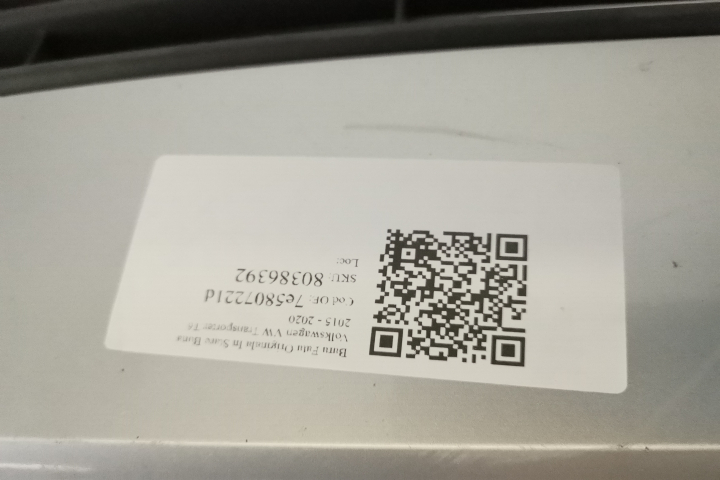 Bara Fata Originala In Stare Buna
Volkswagen VW Transporter T6
2015 - 2020
Cod OE: 7e5807221d
SKU: 80386392
Loc: